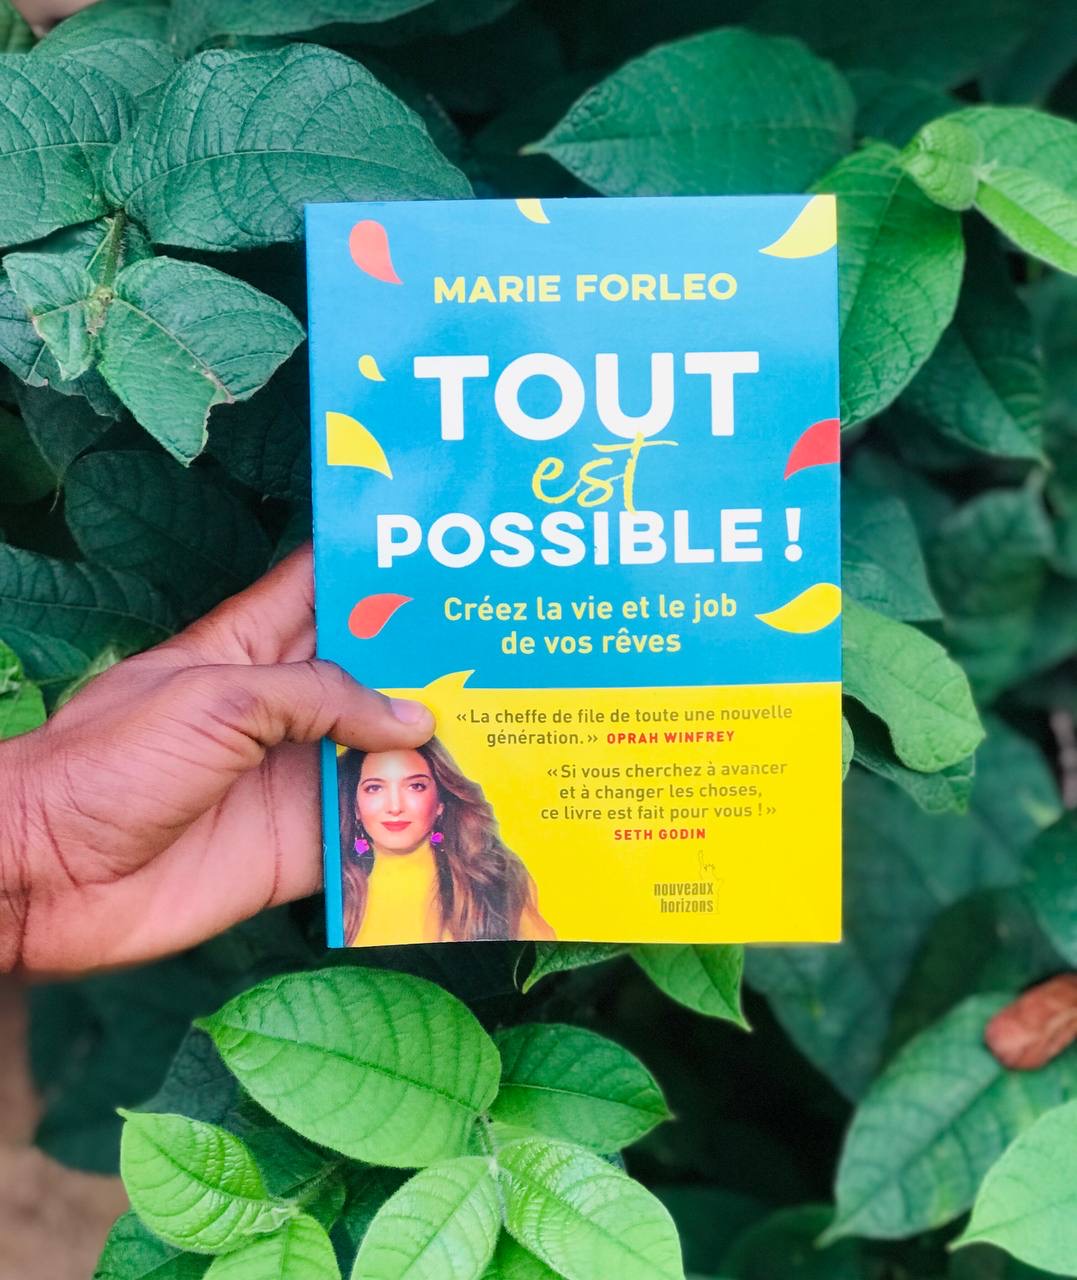 MARIE FORLEO
TOUT
est
POSSIBLE !
Créez la vie et le job
de vos rêves
« La cheffe de file de toute une nouvelle
génération. » OPRAH WINFREY
« Si vous cherchez à avancer
et à changer les choses,
ce livre est fait pour vous ! »
SETH GODIN
nouveaux
horizons